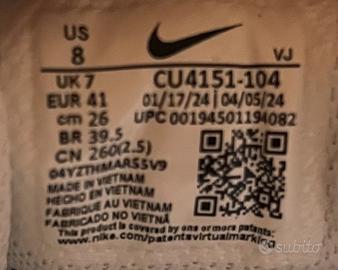 US
8
VJ
UK 7 CU4151-104
EUR 41 01/17/24 | 04/05/24
cm 26 UPC 00194501194082
BR 39.5
CN 260(2.5)
04YZTHMARS5V9
MADE IN VIETNAM
HECHO EN VIETNAM
FABRIQUE AU VIETNAM
FABRICADO NO VIETNÃ
This product is covered by one or more patents
www.nike.com/patentsvirtualmarking
subito